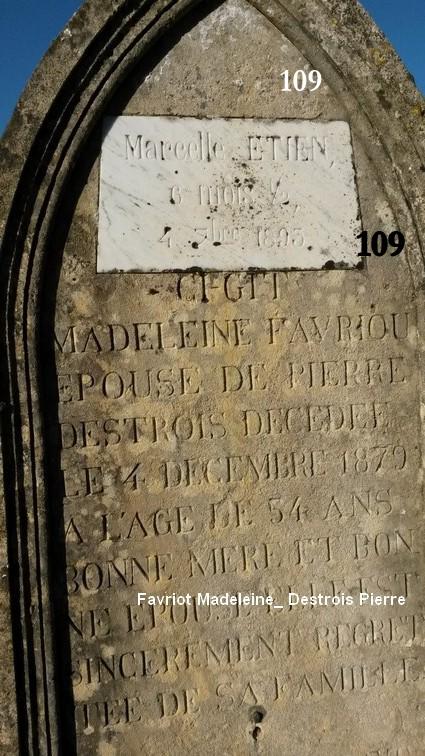 109
Marcelle ETIEN,
6 mois ½,
4 7bre 1895
109
CI-GIT
MADELEINE FAVRIOU
EPOUSE DE PIERRE
DESTROIS DECEDEE
LE 4 DECEMBRE 1879
A L'AGE DE 54 ANS
BONNE MERE ET BON
Favriot Madeleine_ Destrois Pierre
NE EPOUSE ELLE EST
SINCEREMENT REGRET
TEE DE SA FAMILLE